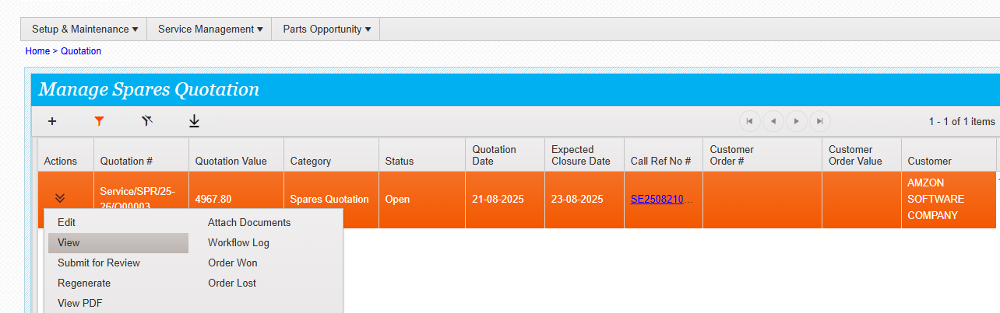 Setup & Maintenance
Service Management
Parts Opportunity
Home > Quotation
Manage Spares Quotation
1 - 1 of 1 items
Actions
Quotation #
Quotation Value
Category
Status
Quotation
Date
Expected
Closure Date
Call Ref No #
Customer
Order #
Customer
Order Value
Customer
Service/SPR/25-
26/Q00003
4967.80
Spares Quotation
Open
21-08-2025
23-08-2025
SE2508210...
AMZON
SOFTWARE
COMPANY
Edit
Attach Documents
View
Workflow Log
Submit for Review
Order Won
Regenerate
Order Lost
View PDF